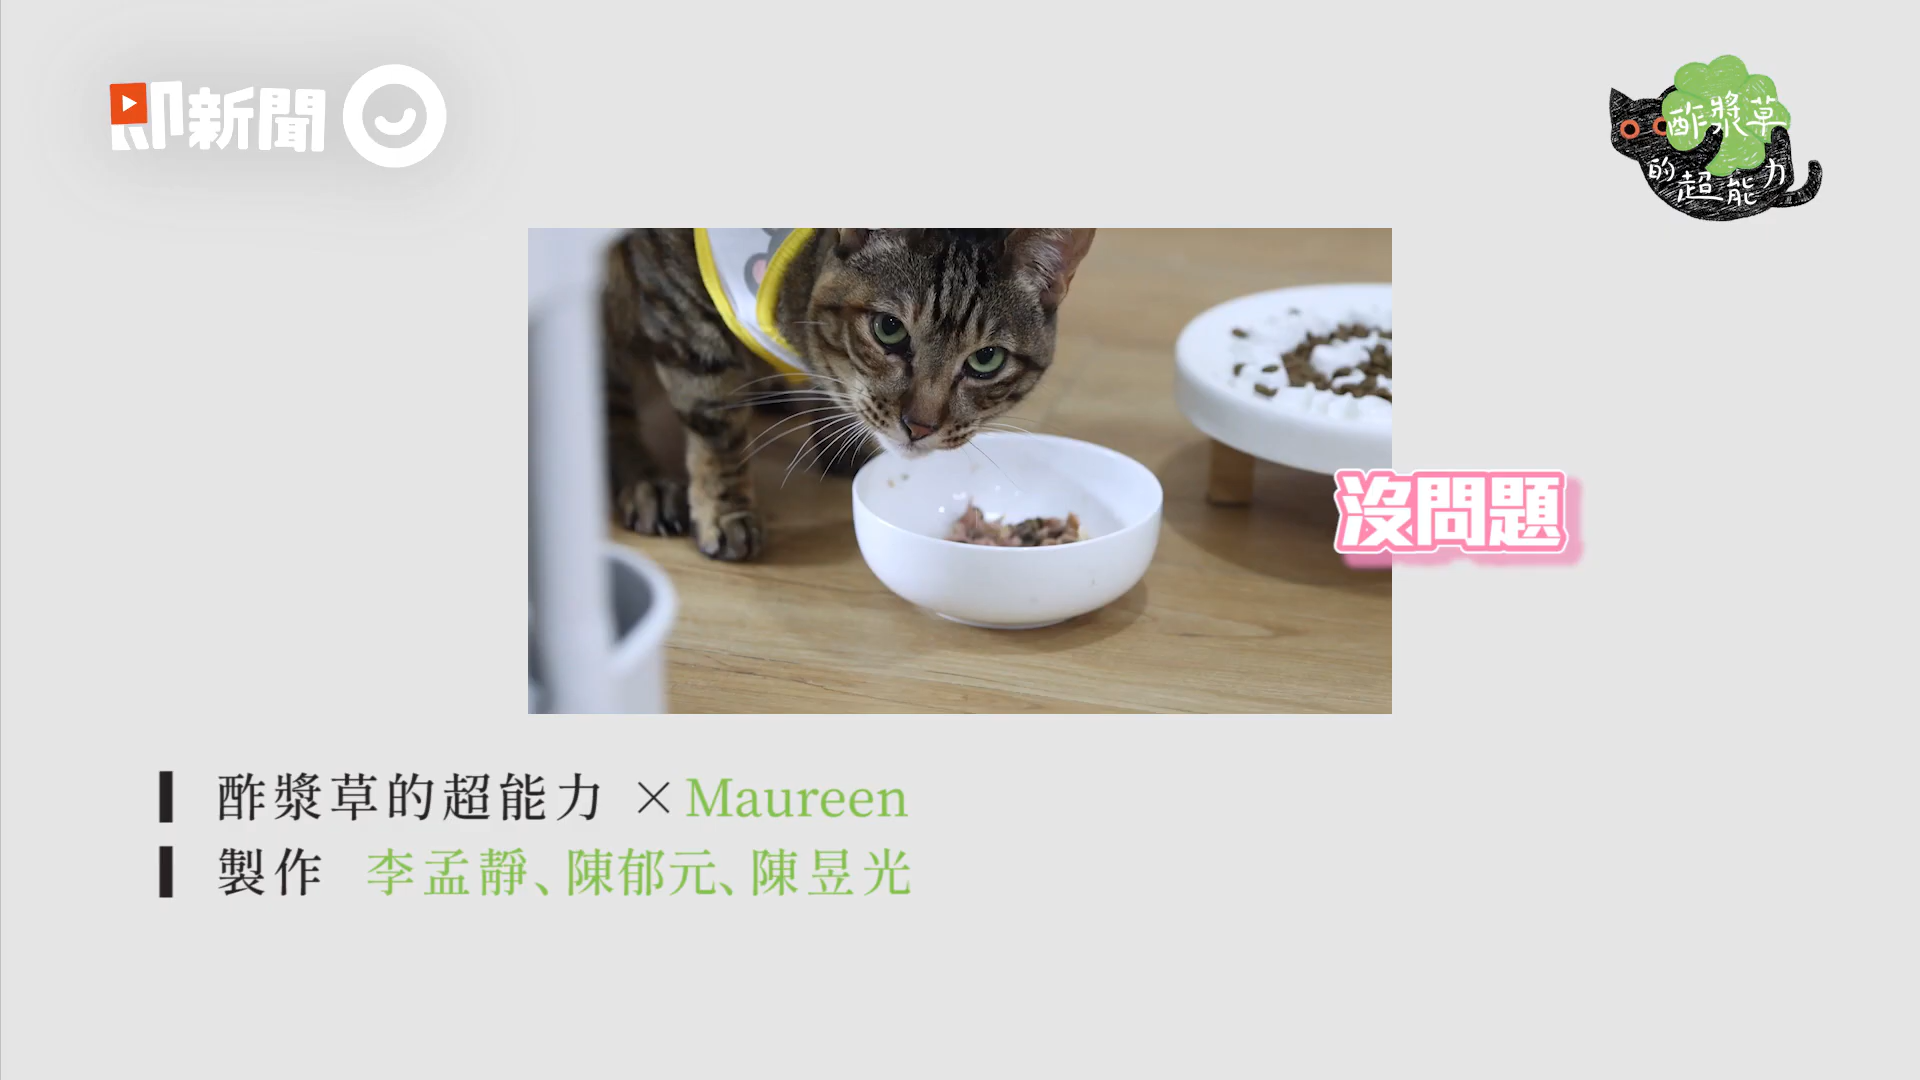 即新聞
酢漿草
的超能力
沒問題
酢漿草的超能力 ×Maureen
製作 李孟靜、陳郁元、陳昱光